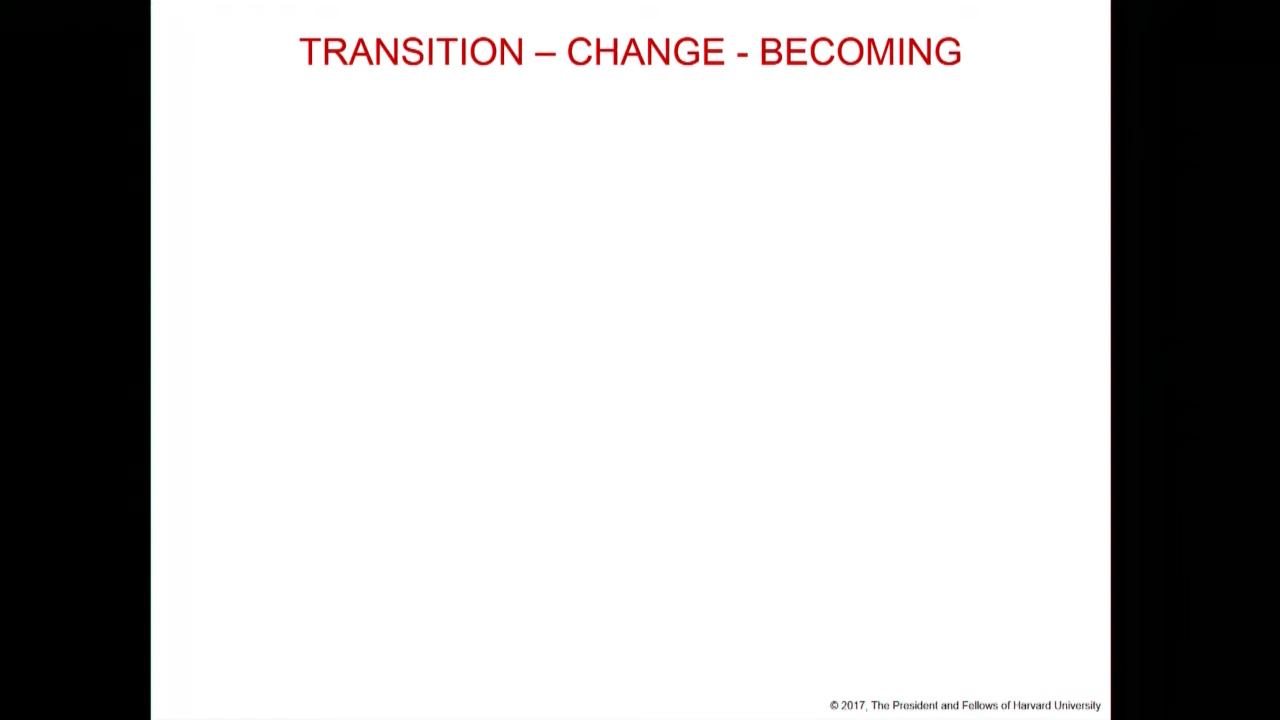 TRANSITION – CHANGE - BECOMING
© 2017, The President and Fellows of Harvard University